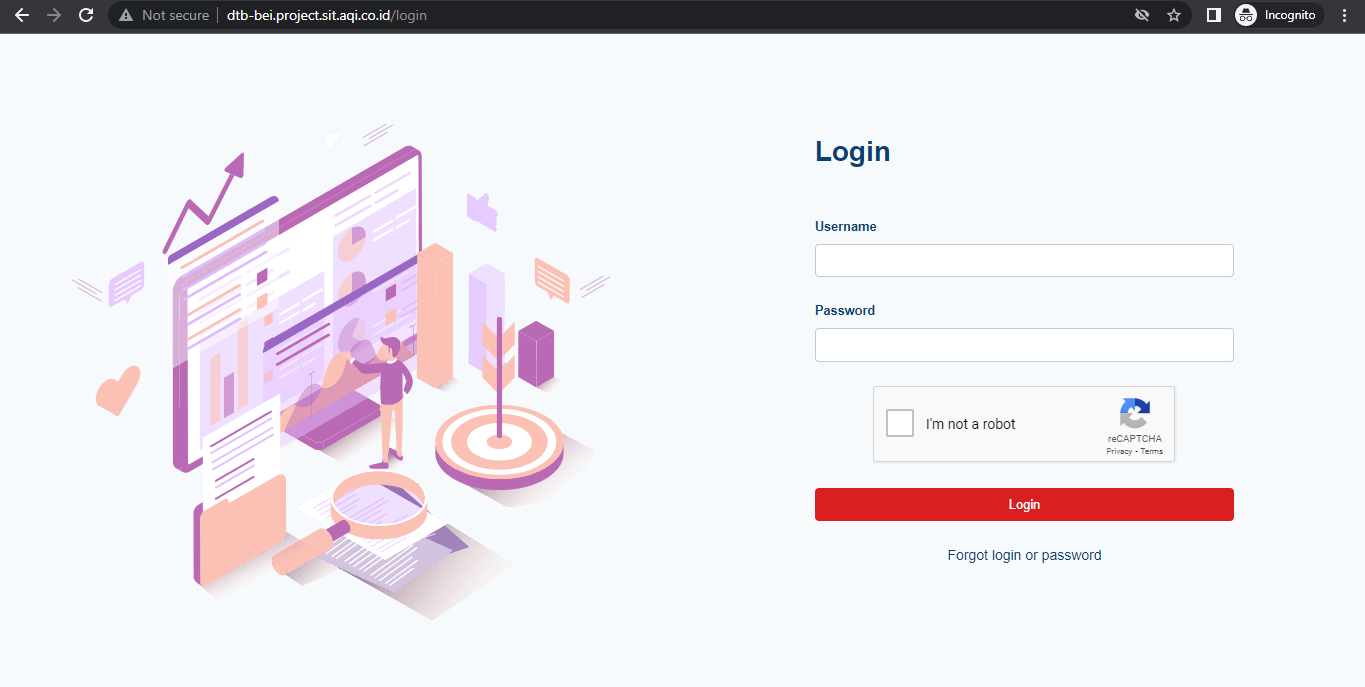 Not secure dtb-bei.project.sit.aqi.co.id/login Incognito
Login
Username
Password
I'm not a robot
reCAPTCHA
Privacy - Terms
Login
Forgot login or password